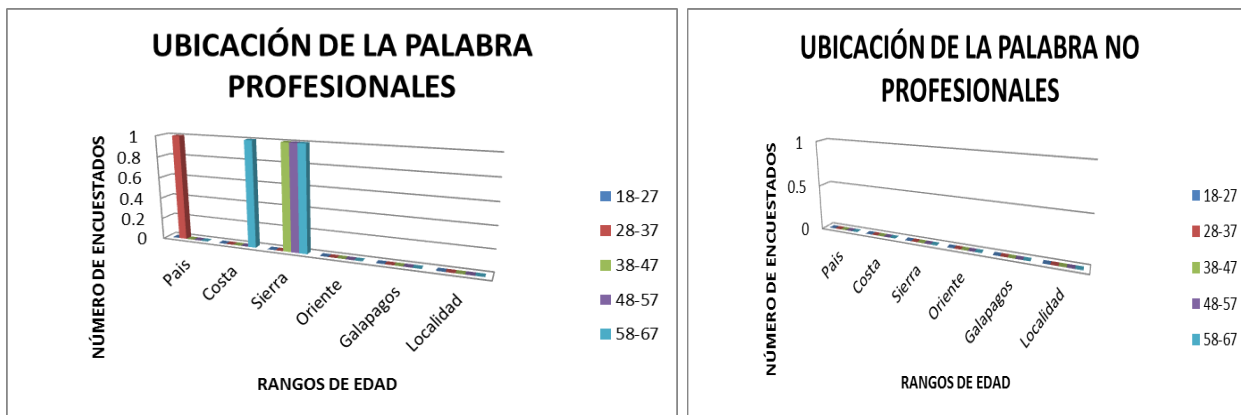 UBICACIÓN DE LA PALABRA
PROFESIONALES
NÚMERO DE ENCUESTADOS
1
0.8
0.6
0.4
0.2
0
Pais
Costa
Sierra
Oriente
Galapagos
Localidad
RANGOS DE EDAD
18-27
28-37
38-47
48-57
58-67
UBICACIÓN DE LA PALABRA NO
PROFESIONALES
NÚMERO DE ENCUESTADOS
1
0.5
0
Pais
Costa
Sierra
Oriente
Galapagos
Localidad
RANGOS DE EDAD
18-27
28-37
38-47
48-57
58-67